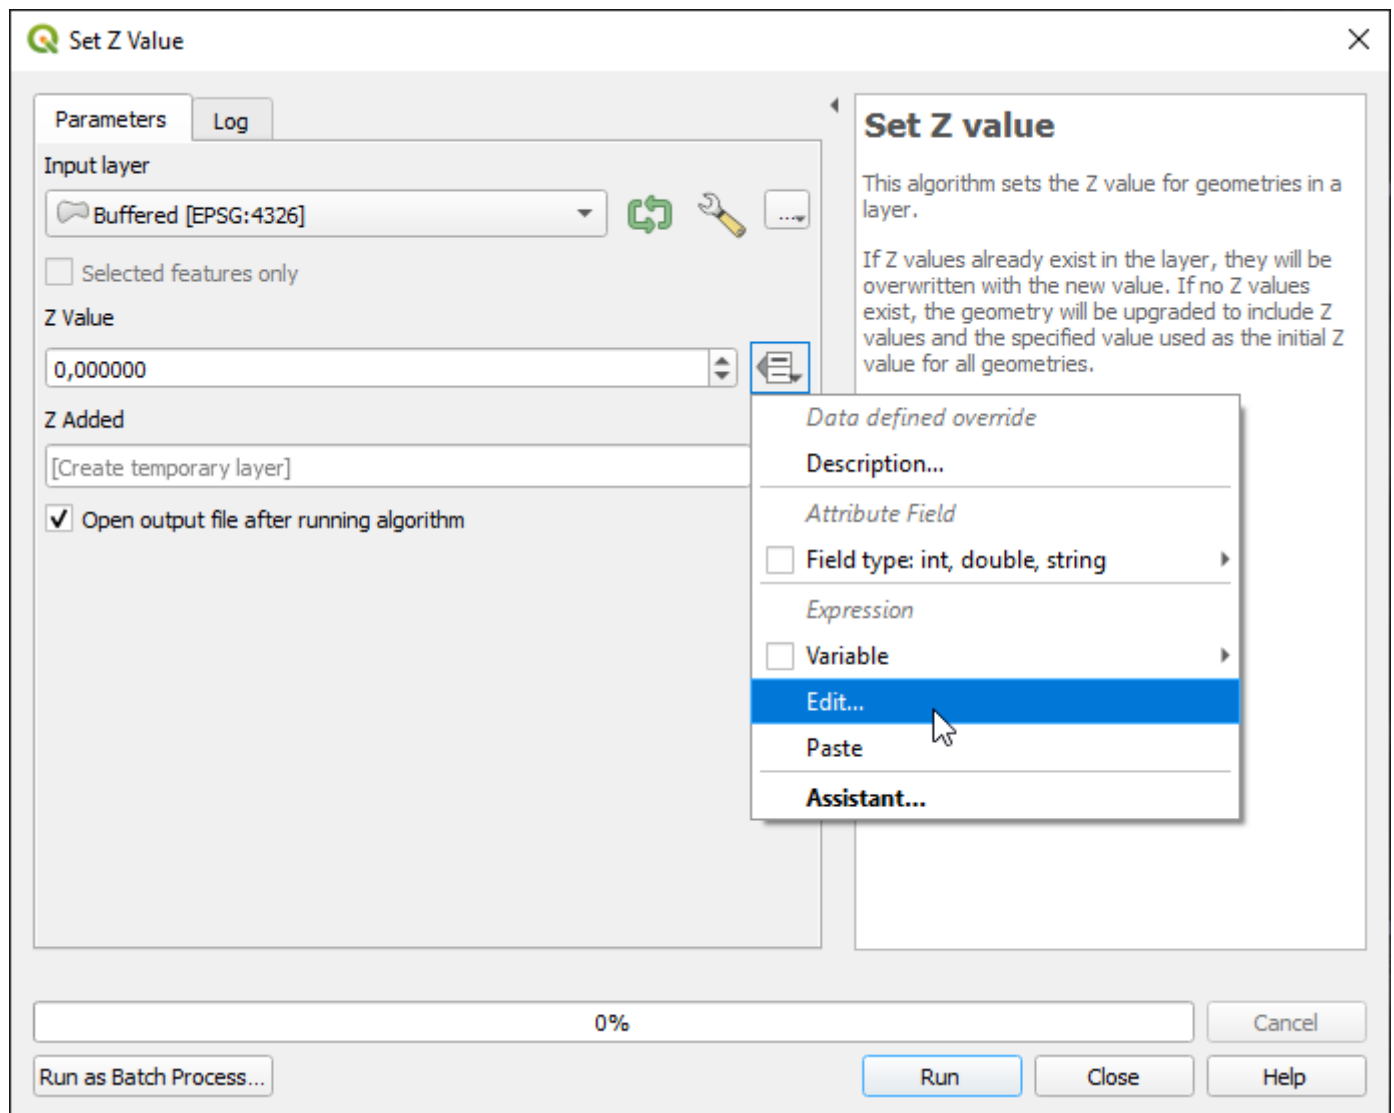 Set Z Value
Parameters
Log
Input layer
Buffered [EPSG:4326]
...
Selected features only
Z Value
0,000000
Z Added
[Create temporary layer]
Open output file after running algorithm
Set Z value
This algorithm sets the Z value for geometries in a
layer.
If Z values already exist in the layer, they will be
overwritten with the new value. If no Z values
exist, the geometry will be upgraded to include Z
values and the specified value used as the initial Z
value for all geometries.
Data defined override
Description...
Attribute Field
Field type: int, double, string
Expression
Variable
Edit...
Paste
Assistant...
0%
Cancel
Run as Batch Process...
Run
Close
Help